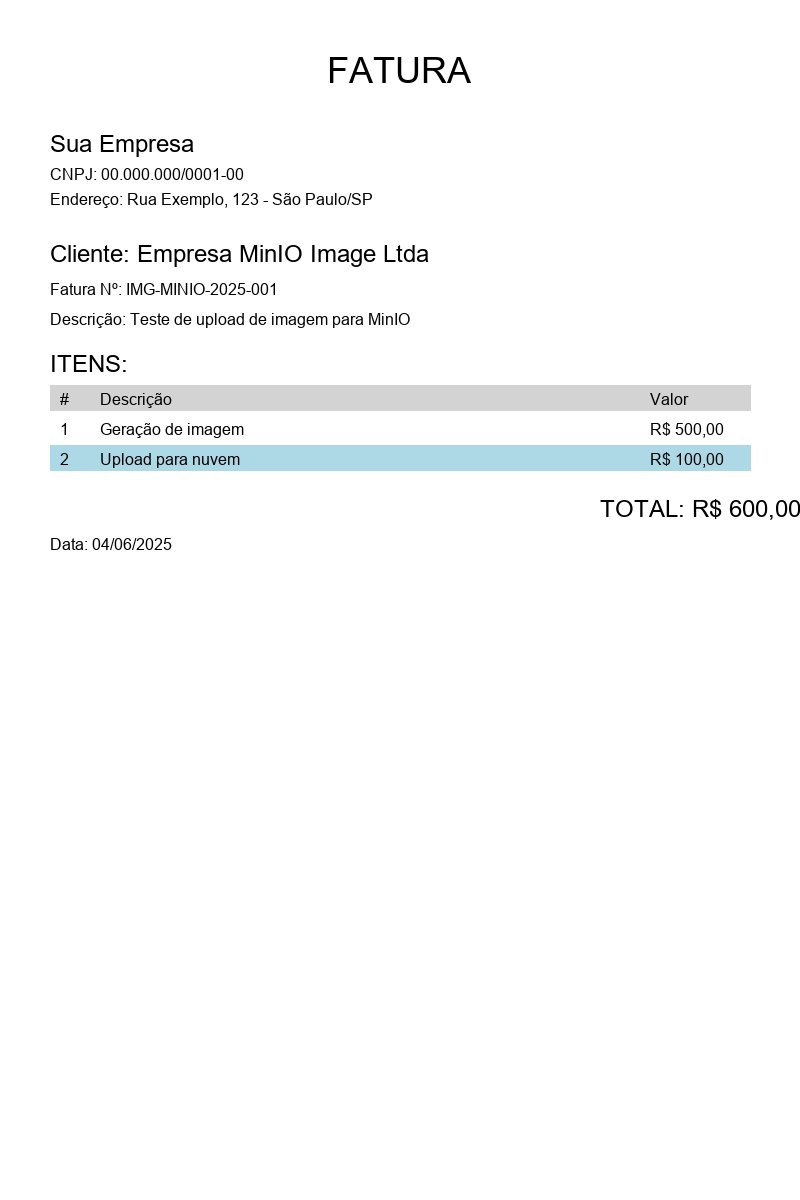 FATURA
Sua Empresa
CNPJ: 00.000.000/0001-00
Endereço: Rua Exemplo, 123 - São Paulo/SP
Cliente: Empresa MinIO Image Ltda
Fatura Nº: IMG-MINIO-2025-001
Descrição: Teste de upload de imagem para MinIO
ITENS:
# Descrição Valor
1 Geração de imagem R$ 500,00
2 Upload para nuvem R$ 100,00
TOTAL: R$ 600,00
Data: 04/06/2025